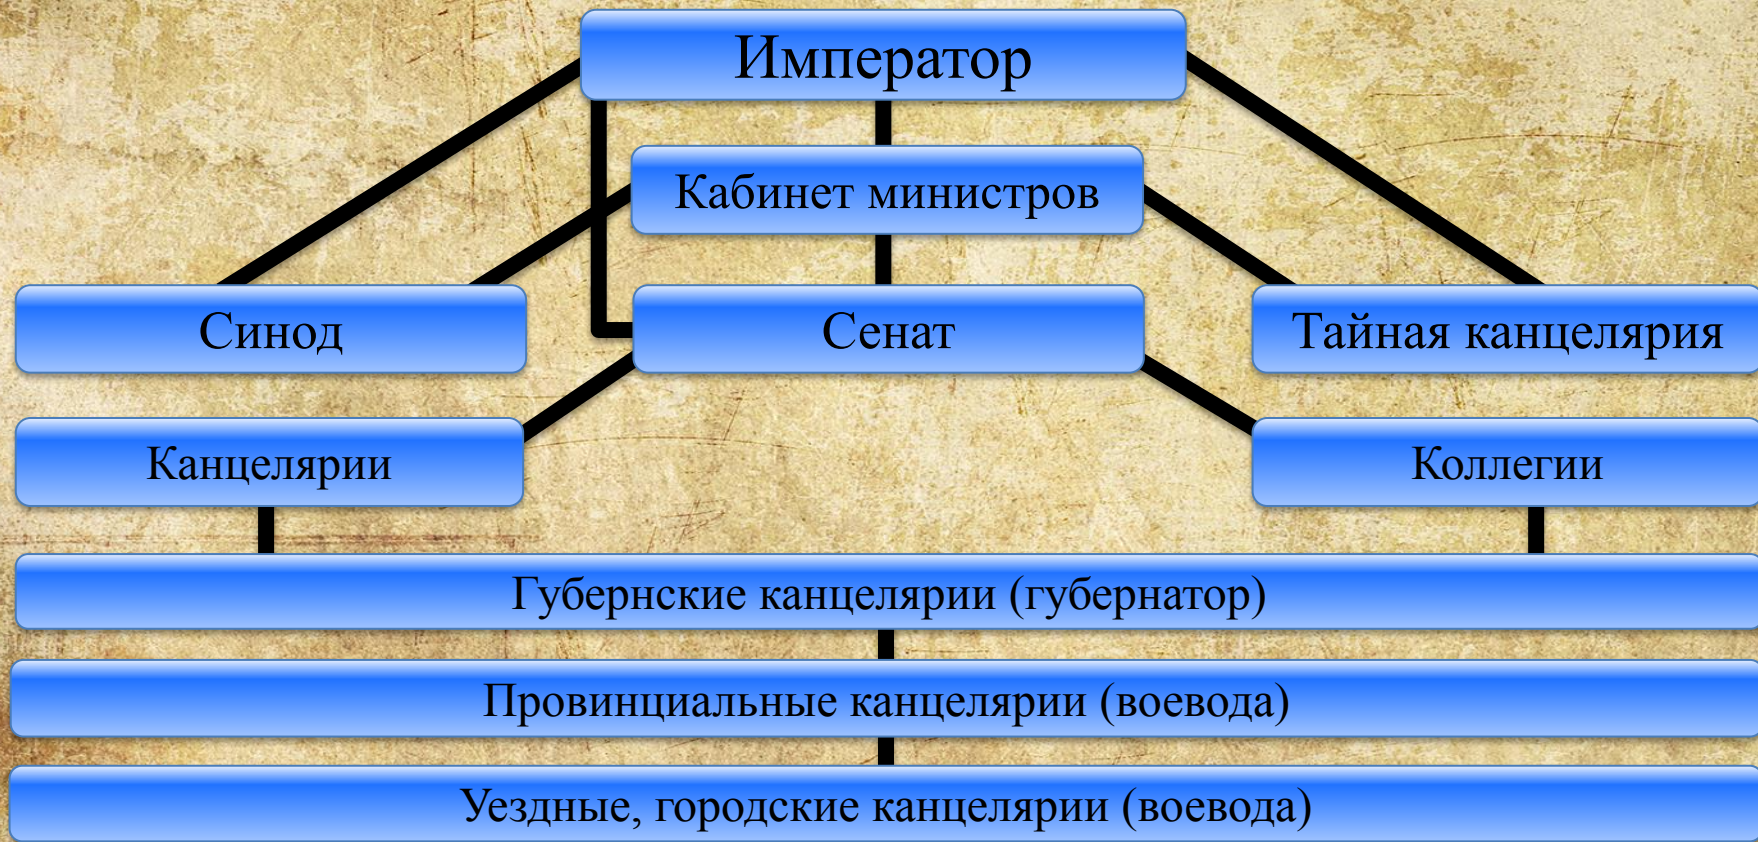 Император
Кабинет министров
Синод
Сенат
Тайная канцелярия
Канцелярии
Коллегии
Губернские канцелярии (губернатор)
Провинциальные канцелярии (воевода)
Уездные, городские канцелярии (воевода)